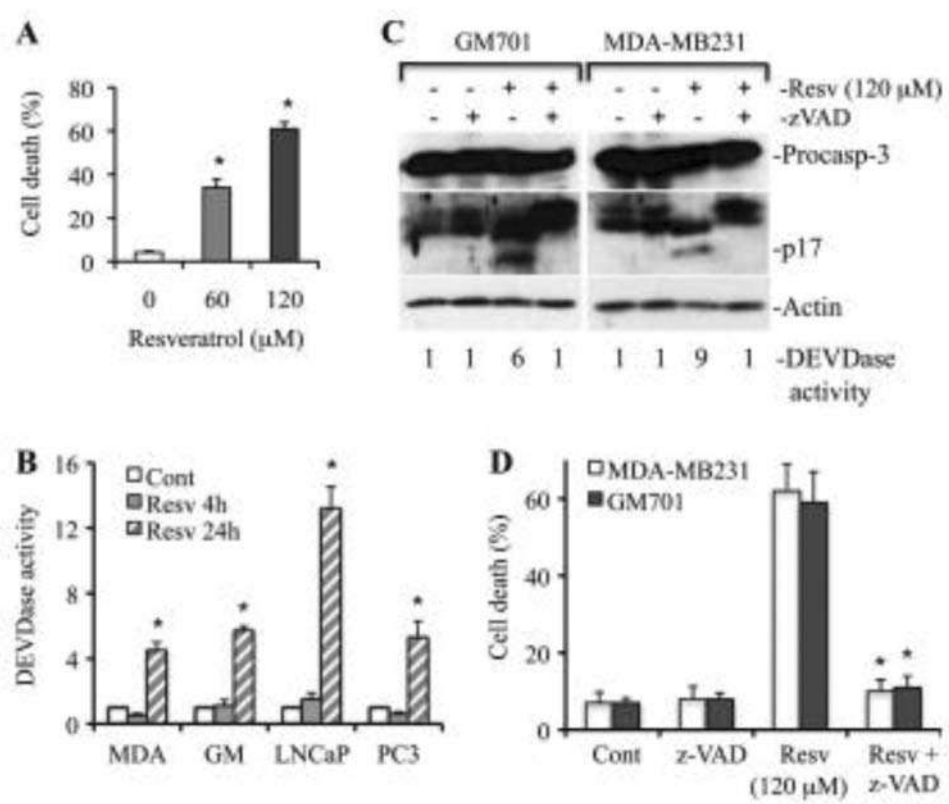 A
80
60
40
20
0
Cell death (%)
*
*
0 60 120
Resveratrol (μM)
C
GM701 MDA-MB231
- - + + - - + + -Resv (120 μM)
- + - + - + - + -zVAD
-Procasp-3
-p17
-Actin
1 1 6 1 1 1 9 1 -DEVDase
activity
B
16
12
8
4
0
DEVDase activity
Cont
Resv 4h
Resv 24h
*
*
*
*
MDA GM LNCaP PC3
D
60
40
20
0
Cell death (%)
MDA-MB231
GM701
* *
Cont z-VAD Resv Resv +
(120 μM) z-VAD